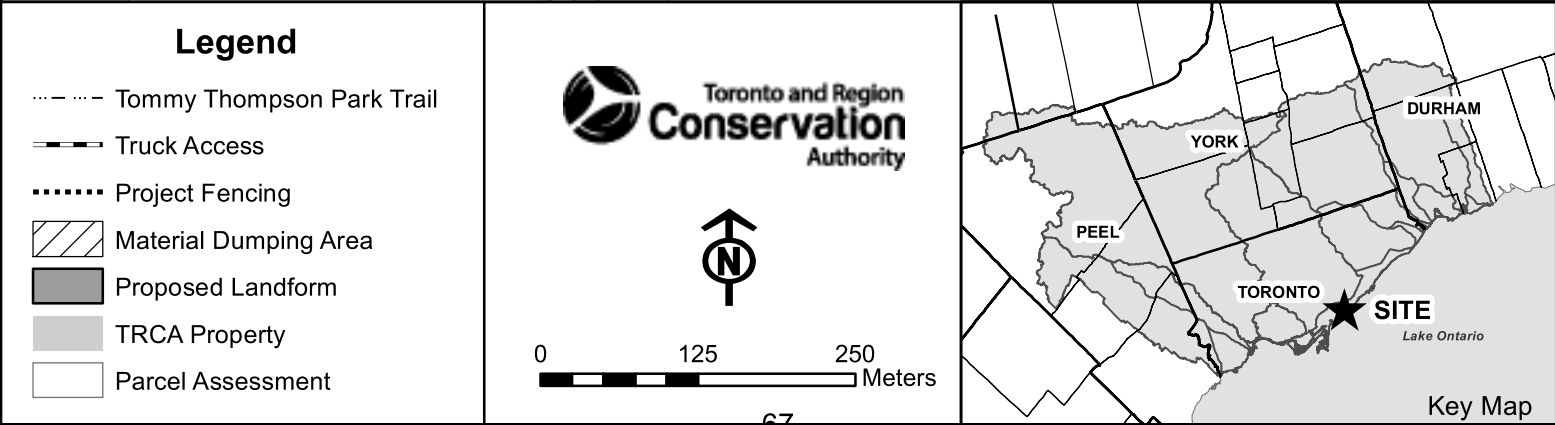 Legend
Tommy Thompson Park Trail
Truck Access
Project Fencing
Material Dumping Area
Proposed Landform
TRCA Property
Parcel Assessment
Toronto and Region
Conservation
Authority
N
0 125 250
Meters
DURHAM
YORK
PEEL
TORONTO
SITE
Lake Ontario
Key Map